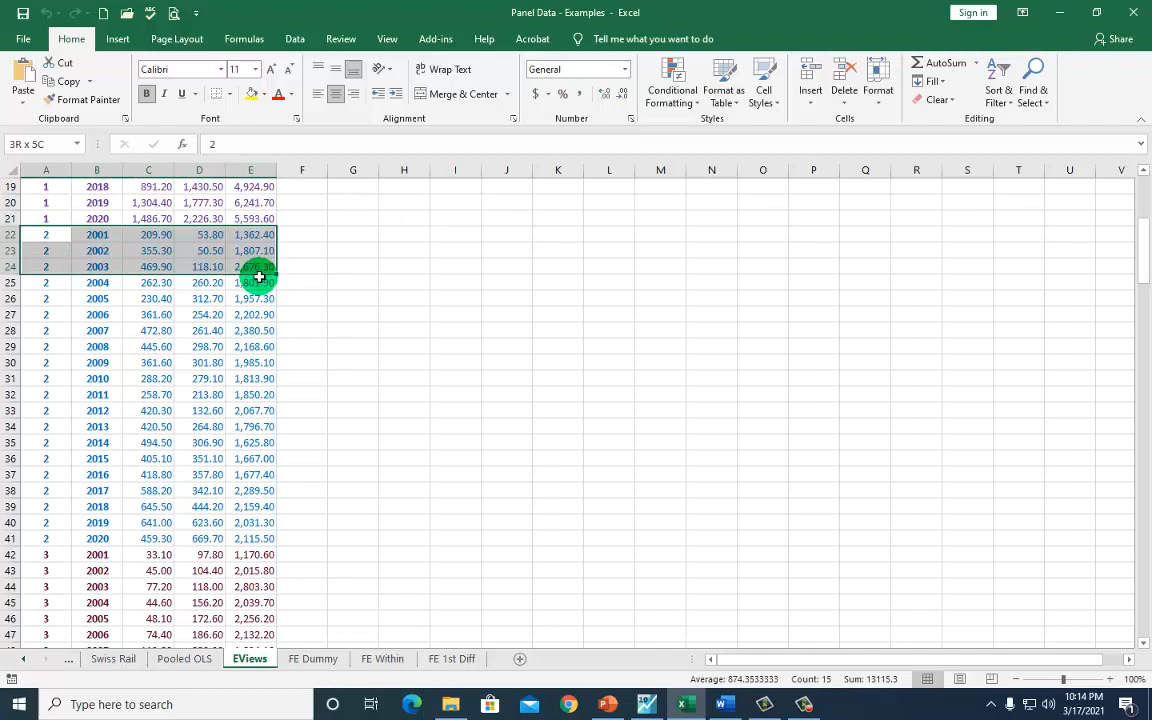 Panel Data - Examples - Excel
Sign in
File Home Insert Page Layout Formulas Data Review View Add-ins Help Acrobat Tell me what you want to do Share
Cut
Copy
Format Painter
Paste
Clipboard
Calibri 11
B I U
Font
Wrap Text
Merge & Center
Alignment
General
$ % ,
Number
Conditional Formatting
Format as Table
Cell Styles
Styles
Insert Delete Format
Cells
AutoSum
Fill
Clear
Sort & Filter
Find & Select
Editing
3R x 5C fx 2
A B C D E F G H I J K L M N O P Q R S T U V
19 1 2018 891.20 1,430.50 4,924.90
20 1 2019 1,304.40 1,777.30 6,241.70
21 1 2020 1,486.70 2,226.30 5,593.60
22 2 2001 209.90 53.80 1,362.40
23 2 2002 355.30 50.50 1,807.10
24 2 2003 469.90 118.10 2,676.30
25 2 2004 262.30 260.20
26 2 2005 230.40 312.70 1,957.30
27 2 2006 361.60 254.20 2,202.90
28 2 2007 472.80 261.40 2,380.50
29 2 2008 445.60 298.70 2,168.60
30 2 2009 361.60 301.80 1,985.10
31 2 2010 288.20 279.10 1,813.90
32 2 2011 258.70 213.80 1,850.20
33 2 2012 420.30 132.60 2,067.70
34 2 2013 420.50 264.80 1,796.70
35 2 2014 494.50 306.90 1,625.80
36 2 2015 405.10 351.10 1,667.00
37 2 2016 418.80 357.80 1,677.40
38 2 2017 588.20 342.10 2,289.50
39 2 2018 645.50 444.20 2,159.40
40 2 2019 641.00 623.60 2,031.30
41 2 2020 459.30 669.70 2,115.50
42 3 2001 33.10 97.80 1,170.60
43 3 2002 45.00 104.40 2,015.80
44 3 2003 77.20 118.00 2,803.30
45 3 2004 44.60 156.20 2,039.70
46 3 2005 48.10 172.60 2,256.20
47 3 2006 74.40 186.60 2,132.20
... Swiss Rail Pooled OLS EViews FE Dummy FE Within FE 1st Diff
Average: 874.3533333 Count: 15 Sum: 13115.3 100%
Type here to search
10:14 PM
3/17/2021